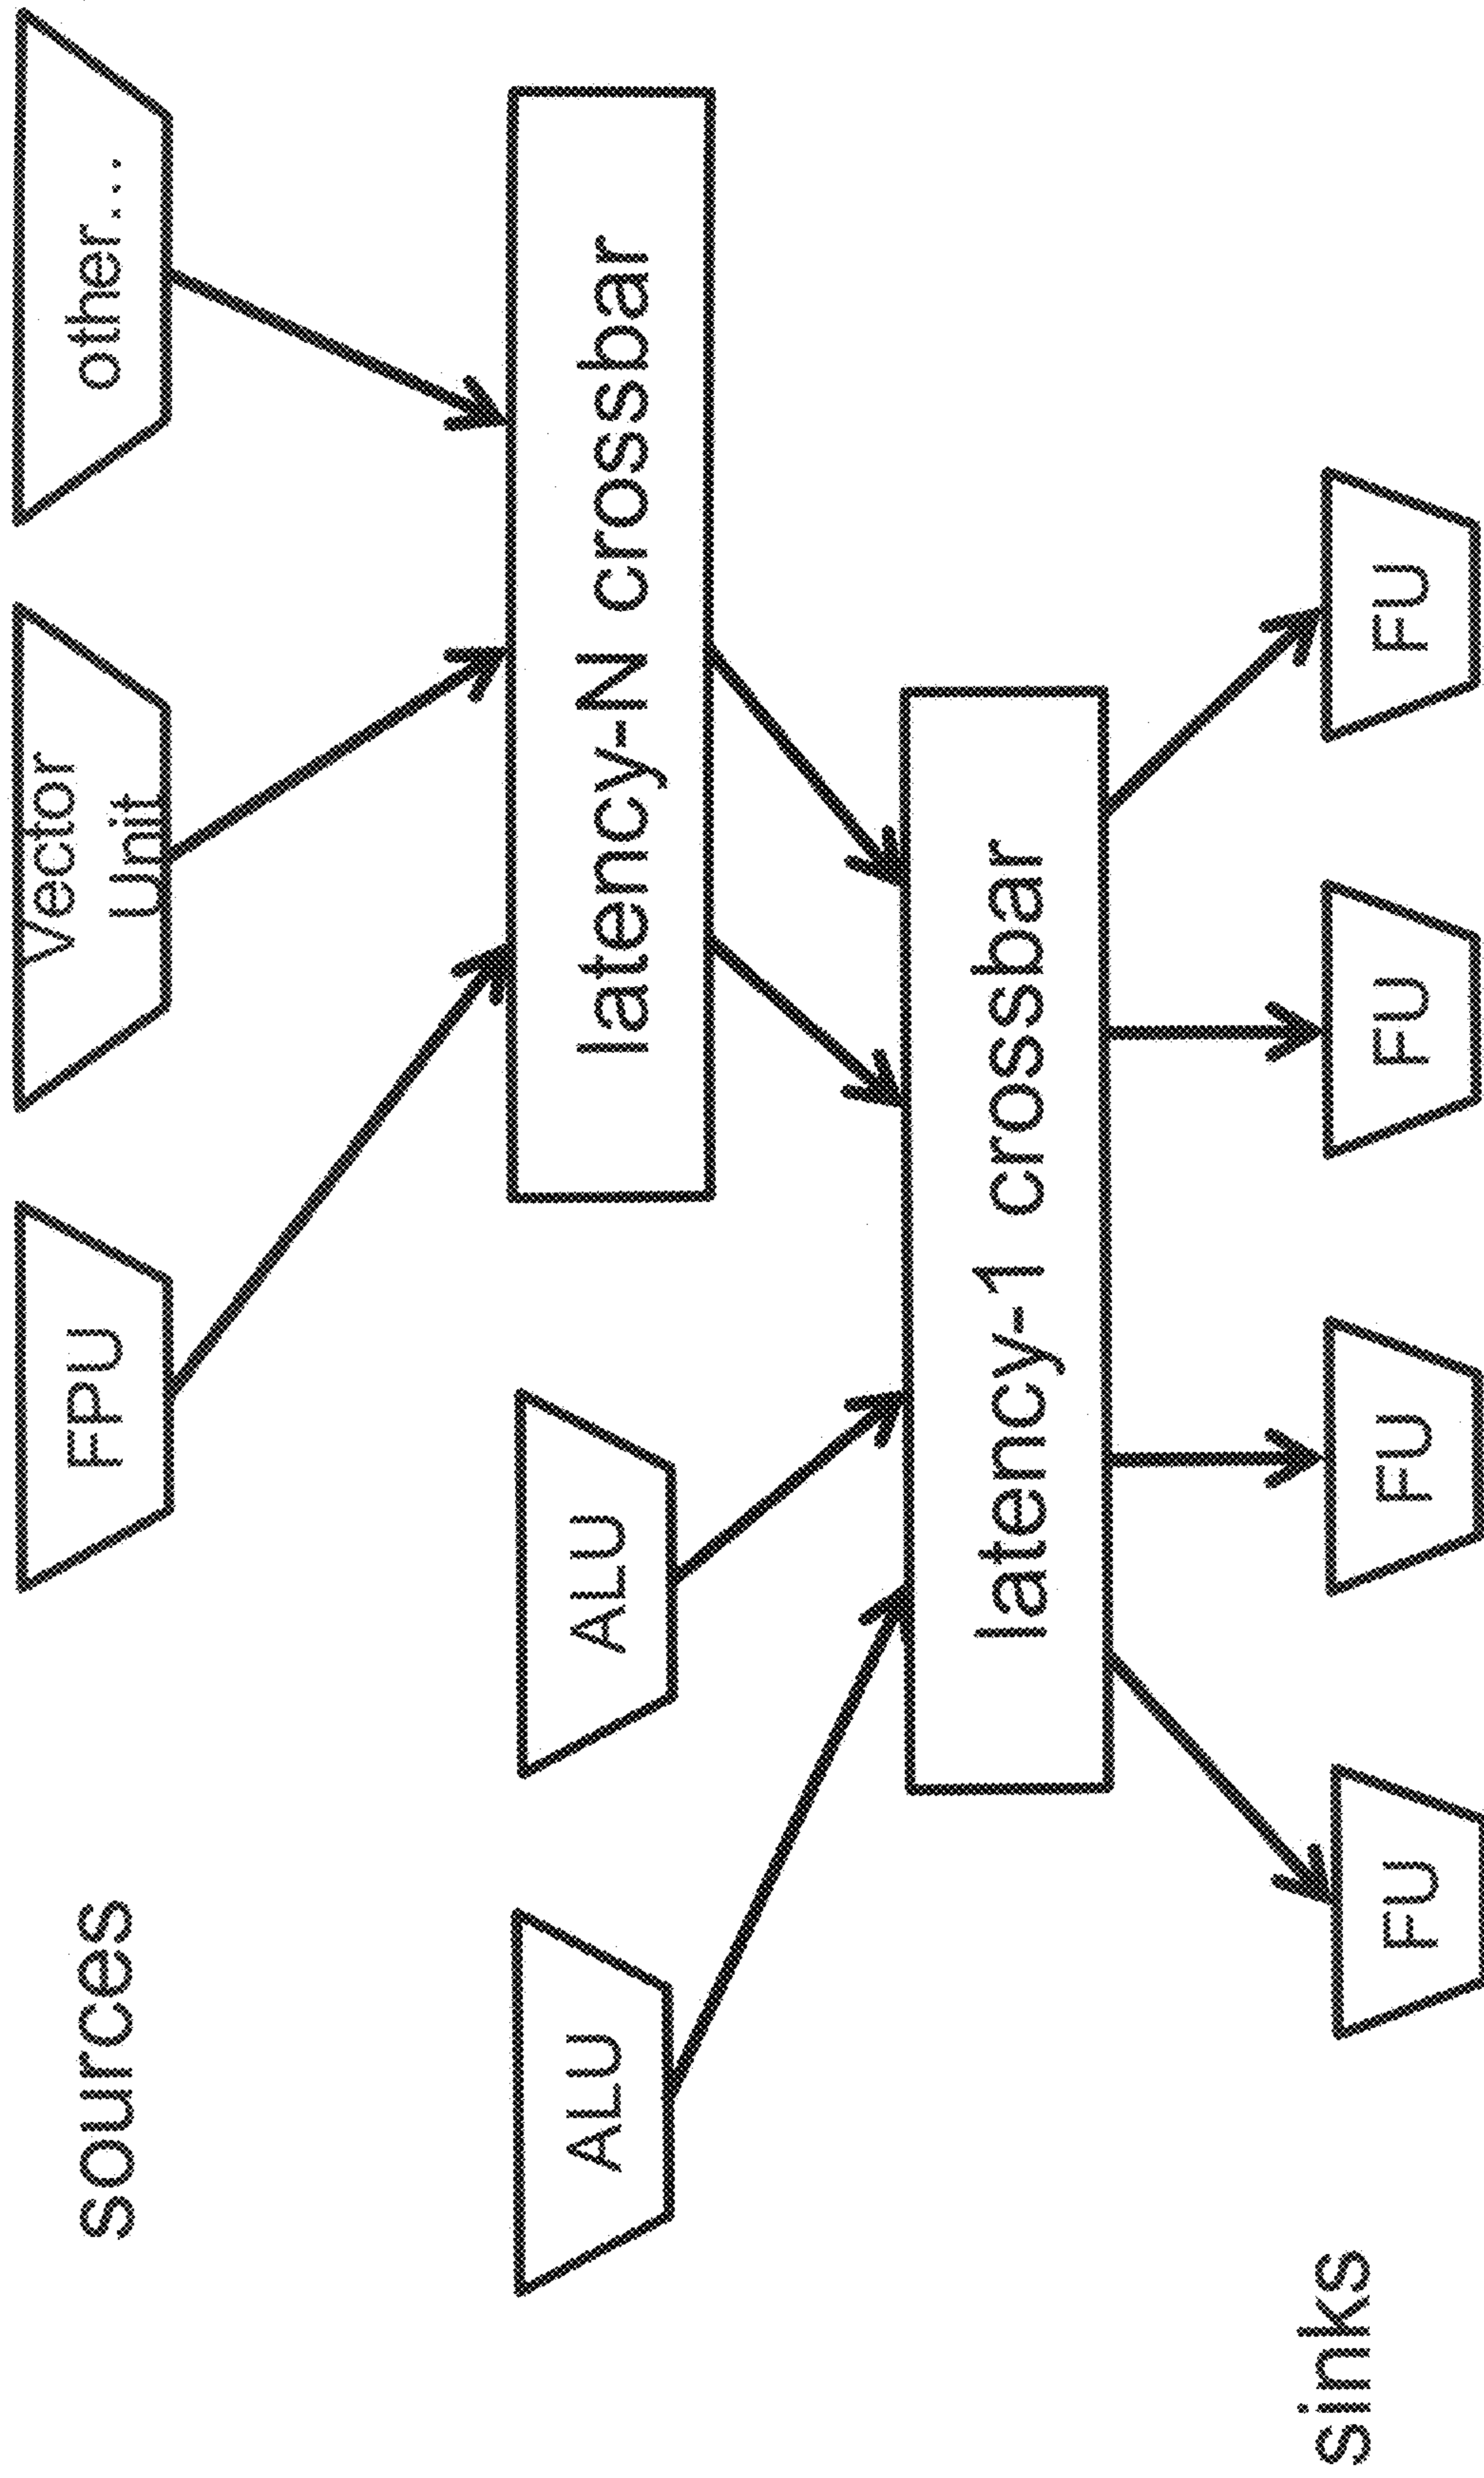 sources
FPU
Vector
Unit
other...
ALU
ALU
latency-N crossbar
latency-1 crossbar
sinks
FU
FU
FU
FU